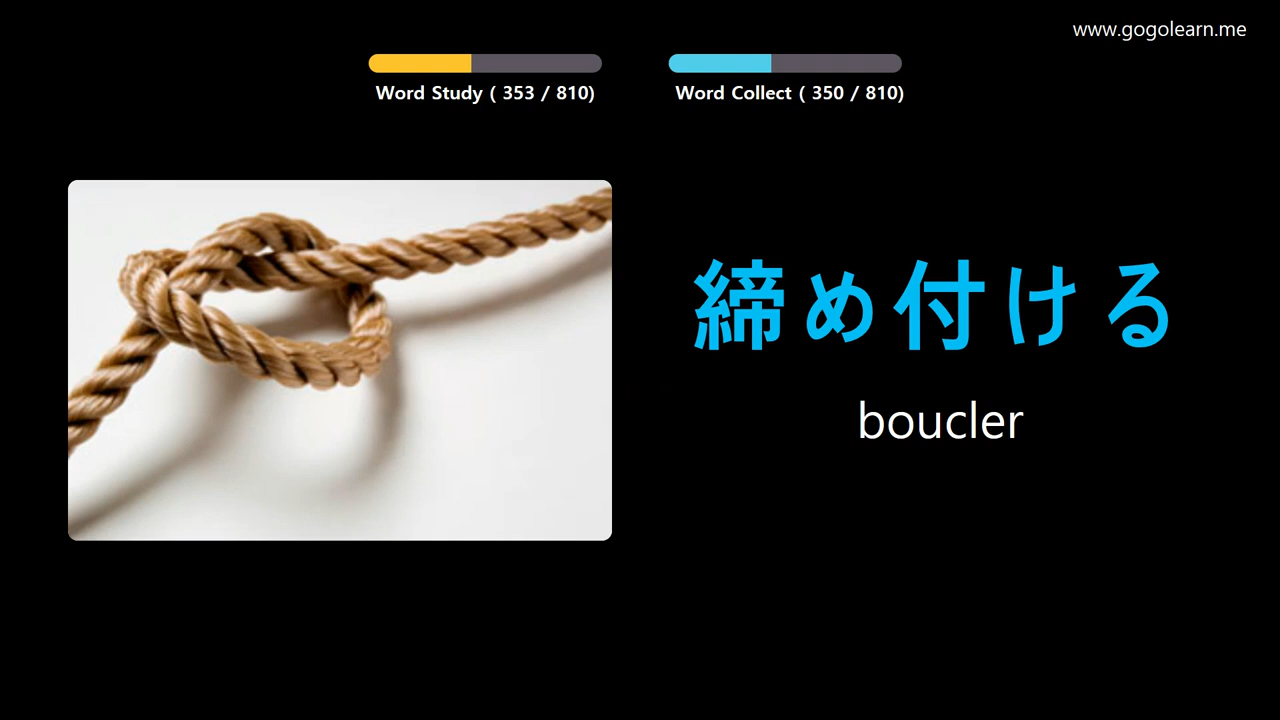 www.gogolearn.me
Word Study ( 353 / 810)
Word Collect ( 350 / 810)
締め付ける
boucler